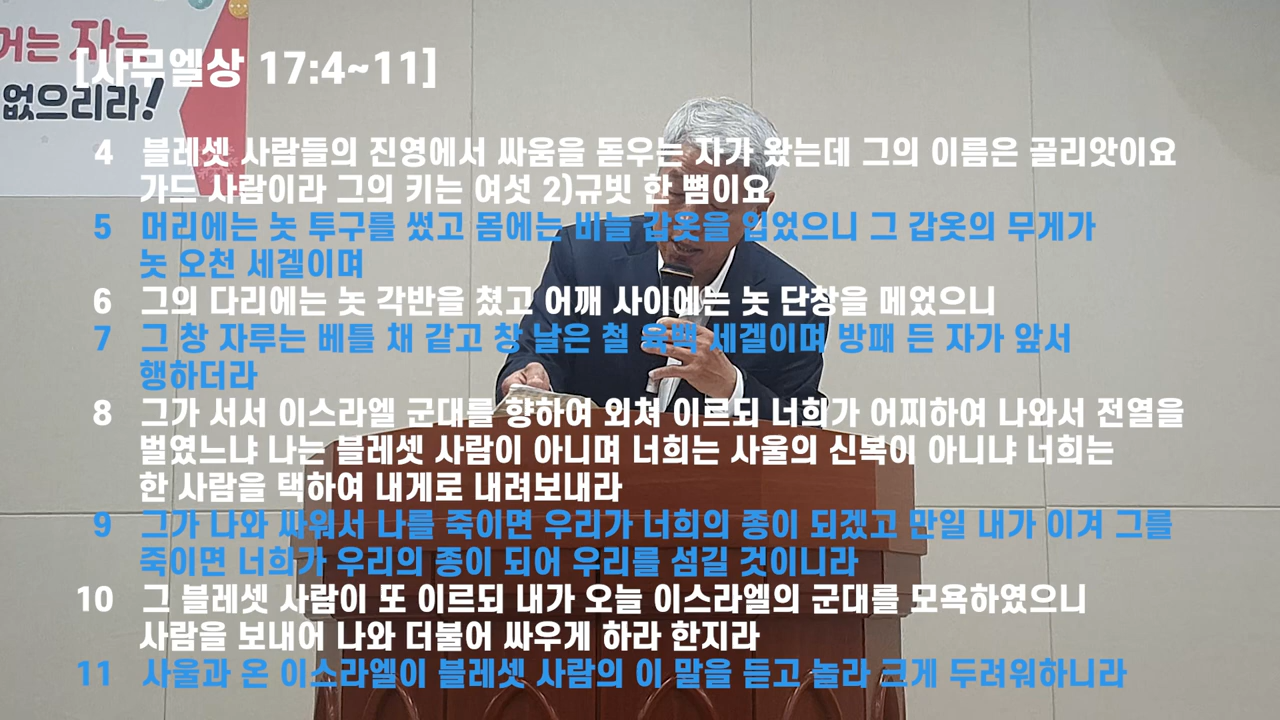 거는 자는
없으리라!
[사무엘상 17:4~11]
4 블레셋 사람들의 진영에서 싸움을 돋우는 자가 왔는데 그의 이름은 골리앗이요
가드 사람이라 그의 키는 여섯 2)규빗 한 뼘이요
5 머리에는 놋 투구를 썼고 몸에는 비늘 갑옷을 입었으니 그 갑옷의 무게가
놋 오천 세겔이며
6 그의 다리에는 놋 각반을 쳤고 어깨 사이에는 놋 단창을 메었으니
7 그 창 자루는 베틀 채 같고 창 날은 철 육백 세겔이며 방패 든 자가 앞서
행하더라
8 그가 서서 이스라엘 군대를 향하여 외쳐 이르되 너희가 어찌하여 나와서 전열을
벌였느냐 나는 블레셋 사람이 아니며 너희는 사울의 신복이 아니냐 너희는
한 사람을 택하여 내게로 내려보내라
9 그가 나와 싸워서 나를 죽이면 우리가 너희의 종이 되겠고 만일 내가 이겨 그를
죽이면 너희가 우리의 종이 되어 우리를 섬길 것이니라
10 그 블레셋 사람이 또 이르되 내가 오늘 이스라엘의 군대를 모욕하였으니
사람을 보내어 나와 더불어 싸우게 하라 한지라
11 사울과 온 이스라엘이 블레셋 사람의 이 말을 듣고 놀라 크게 두려워하니라